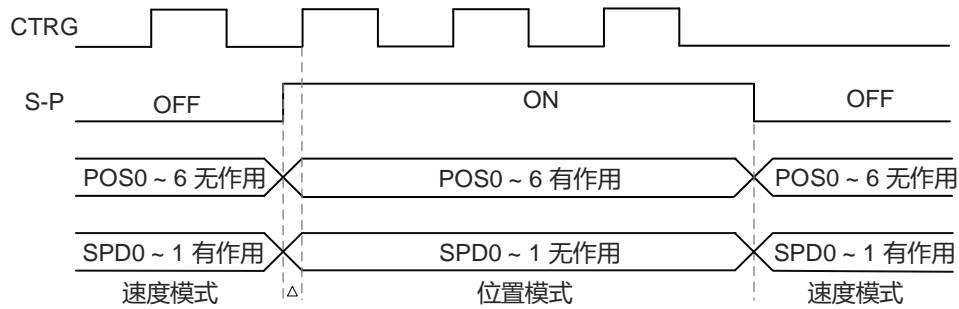 CTRG
S-P OFF ON OFF
POS0 ~ 6 无作用 POS0 ~ 6 有作用 POS0 ~ 6 无作用
SPD0 ~ 1 有作用 SPD0 ~ 1 无作用 SPD0 ~ 1 有作用
速度模式 △ 位置模式 速度模式